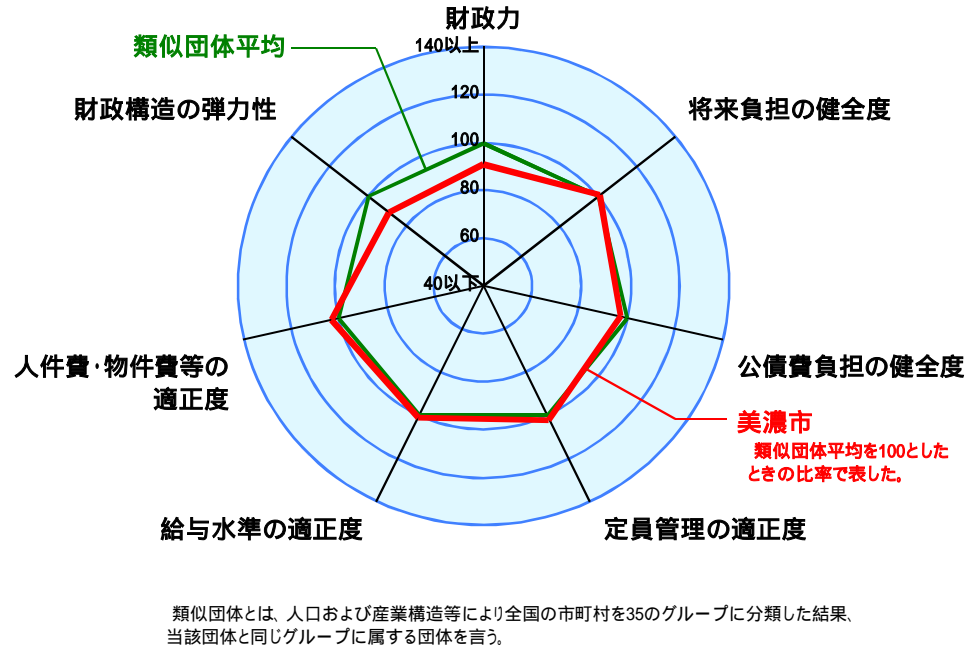 財政力
140以上
類似団体平均
120
財政構造の弾力性
将来負担の健全度
100
80
60
40以下
人件費・物件費等の
適正度
公債費負担の健全度
美濃市
類似団体平均を100とした
ときの比率で表した。
給与水準の適正度
定員管理の適正度
類似団体とは、人口および産業構造等により全国の市町村を35のグループに分類した結果、
当該団体と同じグループに属する団体を言う。